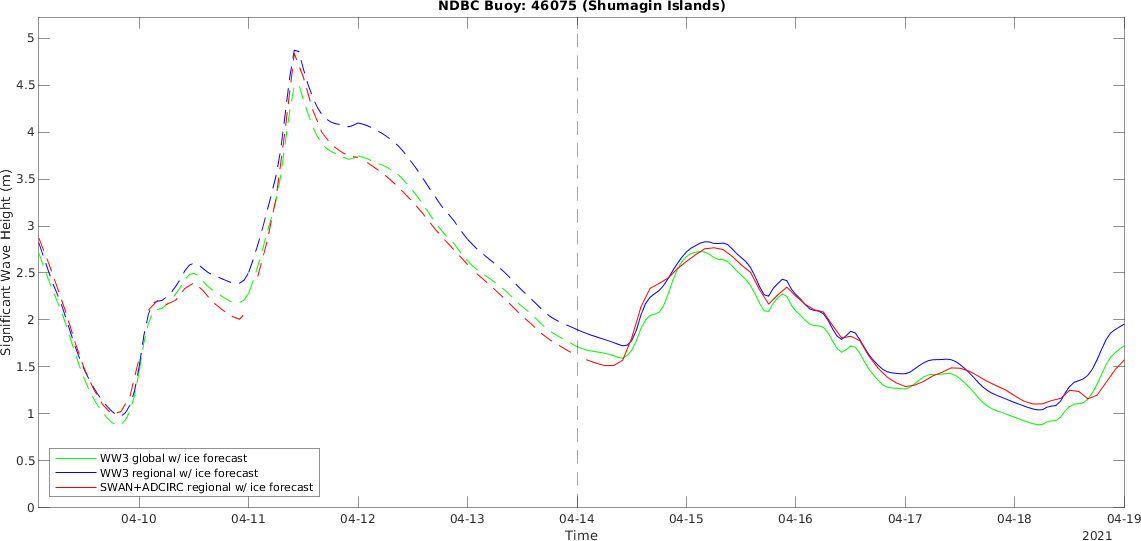 NDBC Buoy: 46075 (Shumagin Islands)
5
4.5
4
3.5
3
2.5
2
1.5
1
0.5
0
Significant Wave Height (m)
WW3 global w/ ice forecast
WW3 regional w/ ice forecast
SWAN+ADCIRC regional w/ ice forecast
04-10 04-11 04-12 04-13 04-14 04-15 04-16 04-17 04-18 04-19
Time
2021